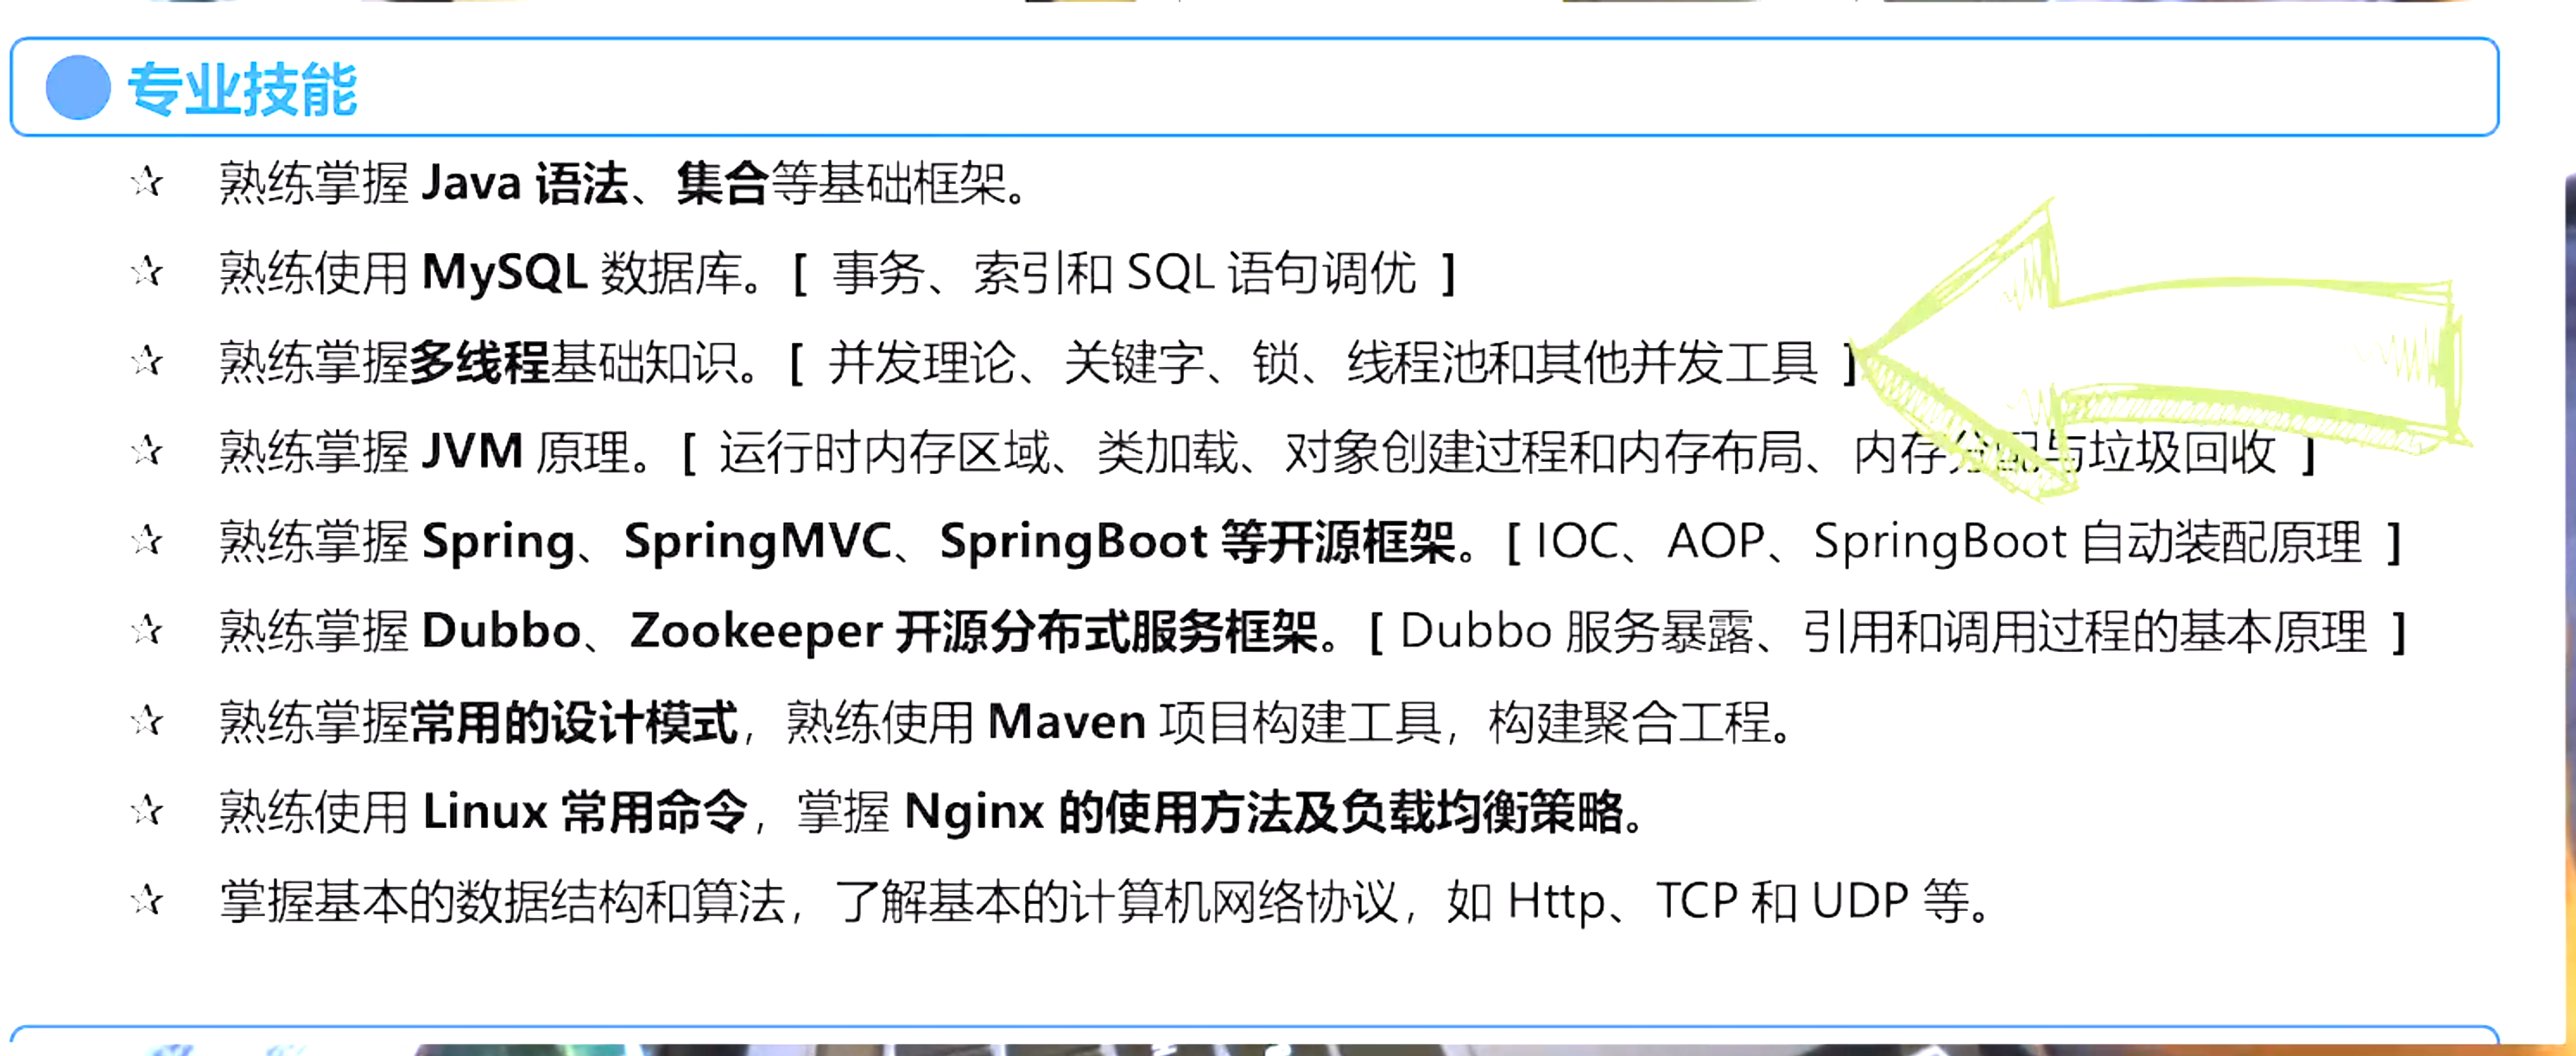 专业技能
☆ 熟练掌握 Java 语法、集合等基础框架。
☆ 熟练使用 MySQL 数据库。[ 事务、索引和 SQL 语句调优 ]
☆ 熟练掌握多线程基础知识。[ 并发理论、关键字、锁、线程池和其他并发工具 ]
☆ 熟练掌握 JVM 原理。[ 运行时内存区域、类加载、对象创建过程和内存布局、内存分配与垃圾回收 ]
☆ 熟练掌握 Spring、SpringMVC、SpringBoot 等开源框架。[ IOC、AOP、SpringBoot 自动装配原理 ]
☆ 熟练掌握 Dubbo、Zookeeper 开源分布式服务框架。[ Dubbo 服务暴露、引用和调用过程的基本原理 ]
☆ 熟练掌握常用的设计模式，熟练使用 Maven 项目构建工具，构建聚合工程。
☆ 熟练使用 Linux 常用命令，掌握 Nginx 的使用方法及负载均衡策略。
☆ 掌握基本的数据结构和算法，了解基本的计算机网络协议，如 Http、TCP 和 UDP 等。